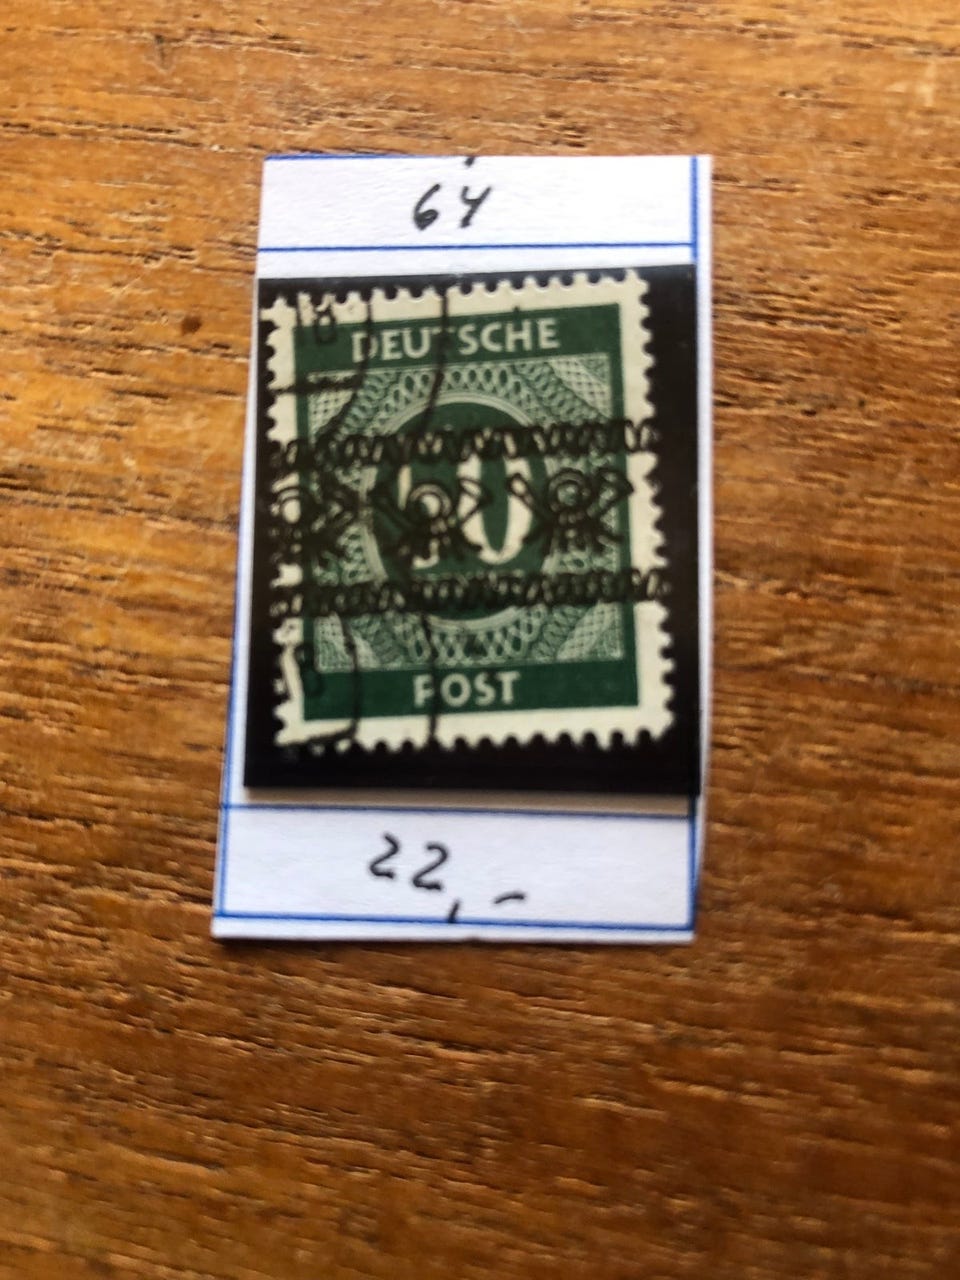 64
DEUTSCHE
POST
22,-